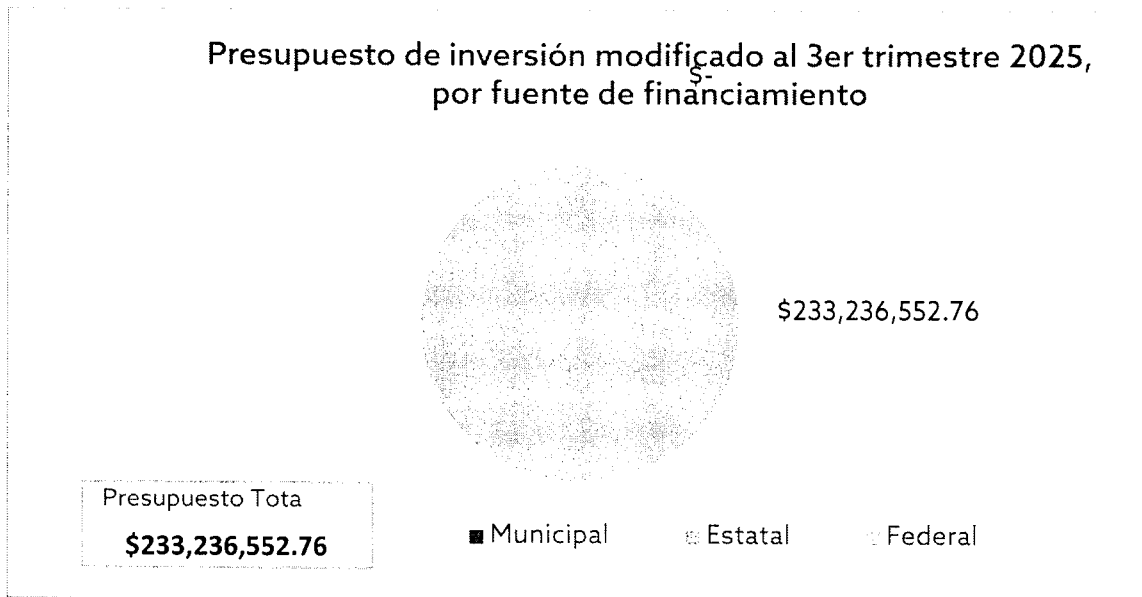 Presupuesto de inversión modificado al 3er trimestre 2025,
$-
por fuente de financiamiento
$233,236,552.76
Presupuesto Tota
$233,236,552.76
Municipal
Estatal
Federal